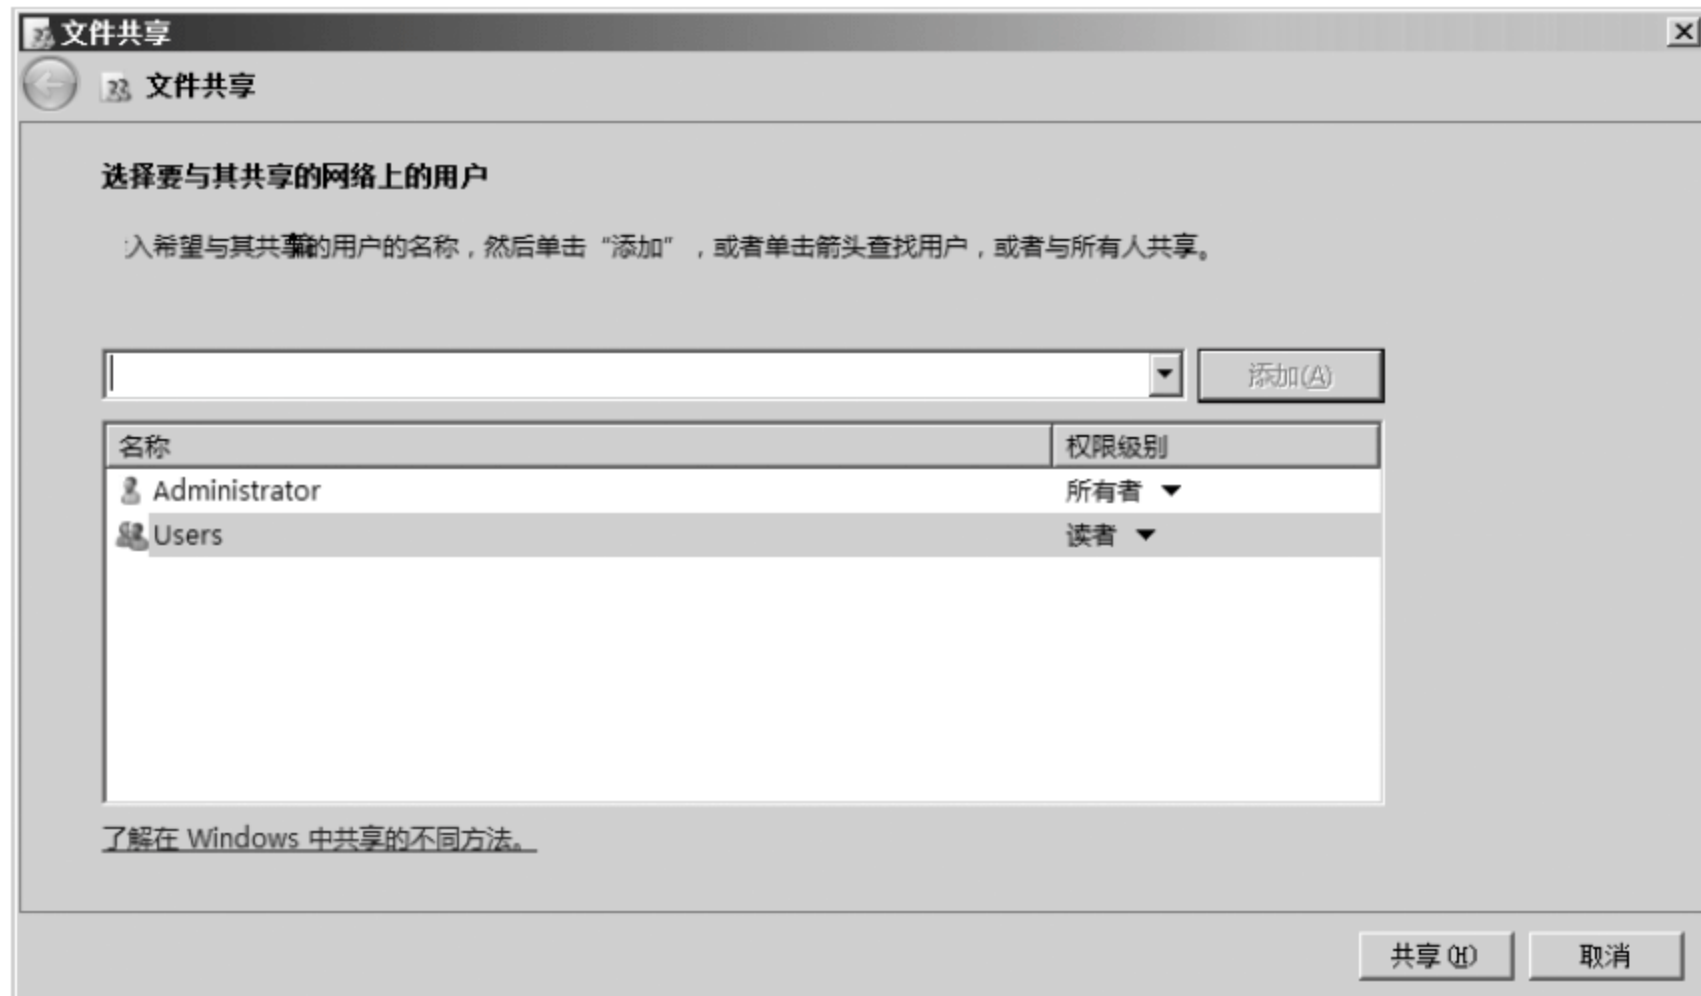 文件共享
文件共享
选择要与其共享的网络上的用户
入希望与其共享的用户的名称，然后单击“添加”，或者单击箭头查找用户，或者与所有人共享。
添加(A)
名称 权限级别
Administrator 所有者
Users 读者
了解在 Windows 中共享的不同方法。
共享(H) 取消